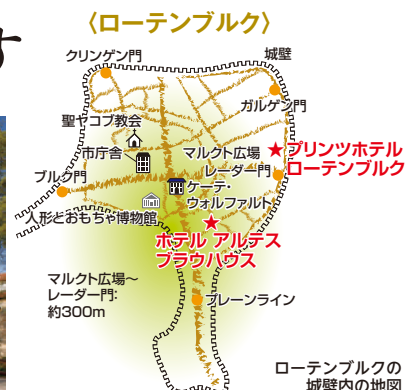 す
〈ローテンブルク〉
クリンゲン門
城壁
ガルゲン門
聖ヤコブ教会
市庁舎
マルクト広場
★プリンツホテル
ローテンブルク
レーダー門
ブルク門
ケーテ・
ウォルファルト
人形とおもちゃ博物館
★
ホテル アルテス
ブラウハウス
マルクト広場〜
レーダー門:
約300m
プレーンライン
ローテンブルクの
城壁内の地図